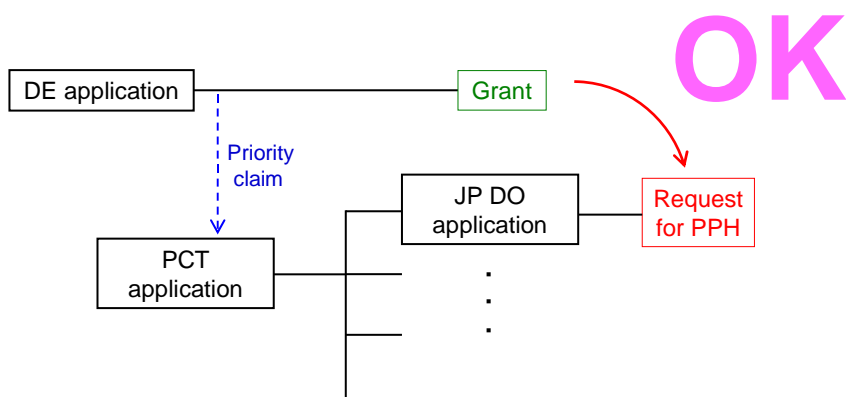 OK
DE application
Grant
Priority
claim
JP DO
application
Request
for PPH
PCT
application